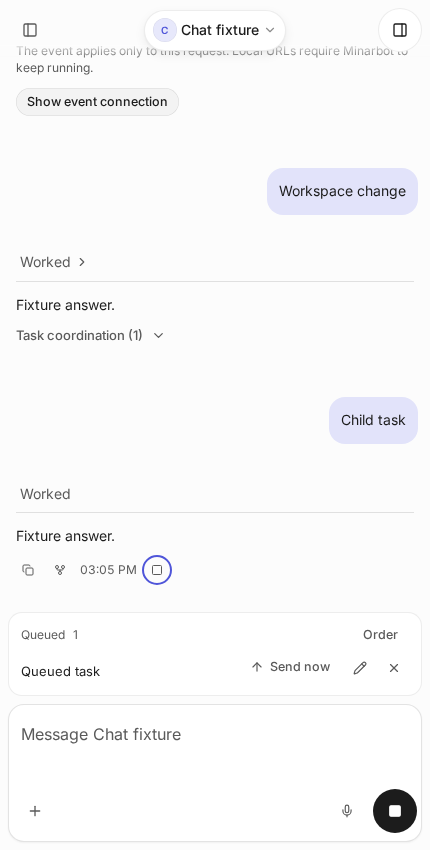 C Chat fixture
The event applies only to this request. Local URLs require Minarbot to
keep running.
Show event connection
Workspace change
Worked
Fixture answer.
Task coordination (1)
Child task
Worked
Fixture answer.
03:05 PM
Queued 1 Order
Queued task Send now
Message Chat fixture